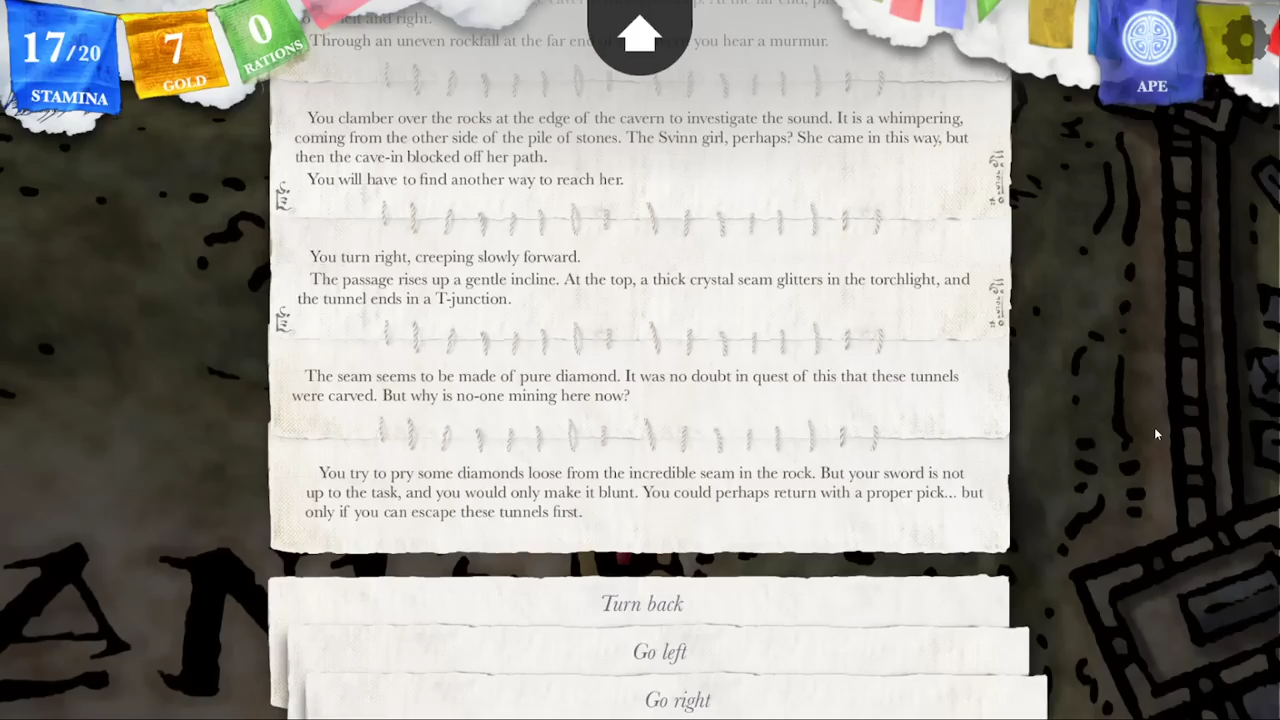 17/20
STAMINA
7
GOLD
0
RATIONS
APE
and right.
Through an uneven rockfall at the far end of you hear a murmur.
You clamber over the rocks at the edge of the cavern to investigate the sound. It is a whimpering,
coming from the other side of the pile of stones. The Svinn girl, perhaps? She came in this way, but
then the cave-in blocked off her path.
You will have to find another way to reach her.
You turn right, creeping slowly forward.
The passage rises up a gentle incline. At the top, a thick crystal seam glitters in the torchlight, and
the tunnel ends in a T-junction.
The seam seems to be made of pure diamond. It was no doubt in quest of this that these tunnels
were carved. But why is no-one mining here now?
You try to pry some diamonds loose from the incredible seam in the rock. But your sword is not
up to the task, and you would only make it blunt. You could perhaps return with a proper pick... but
only if you can escape these tunnels first.
Turn back
Go left
Go right